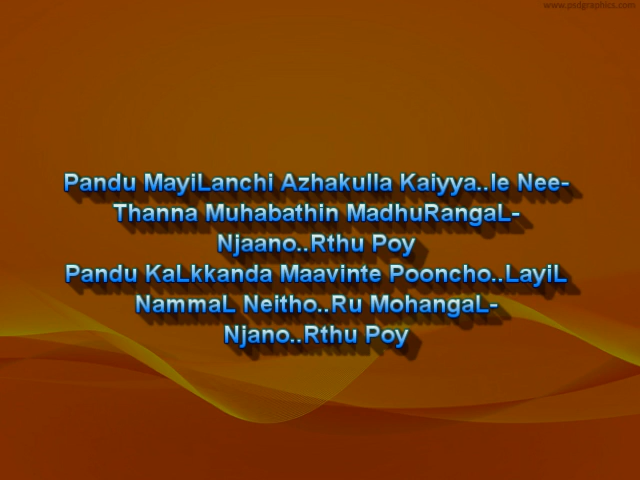 www.psdgraphics.com
Pandu MayiLanchi Azhakulla Kaiyya..le Nee-
Thanna Muhabathin MadhuRangaL-
Njaano..Rthu Poy
Pandu KaLkkanda Maavinte Pooncho..LayiL
NammaL Neitho..Ru MohangaL-
Njano..Rthu Poy